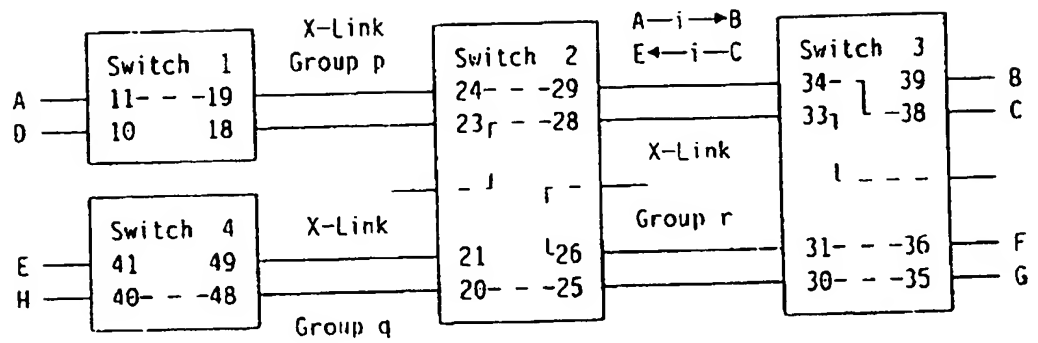 X-Link
Group p
A—i—►B
E◄—i—C
Switch 1
11- - -19
10 18
A
D
Switch 2
24- - -29
23 - -28
21 26
20- - -25
Switch 3
34- 39
33 -38
31- - -36
30- - -35
B
C
F
G
X-Link
Group r
Switch 4
41 49
40- - -48
E
H
X-Link
Group q